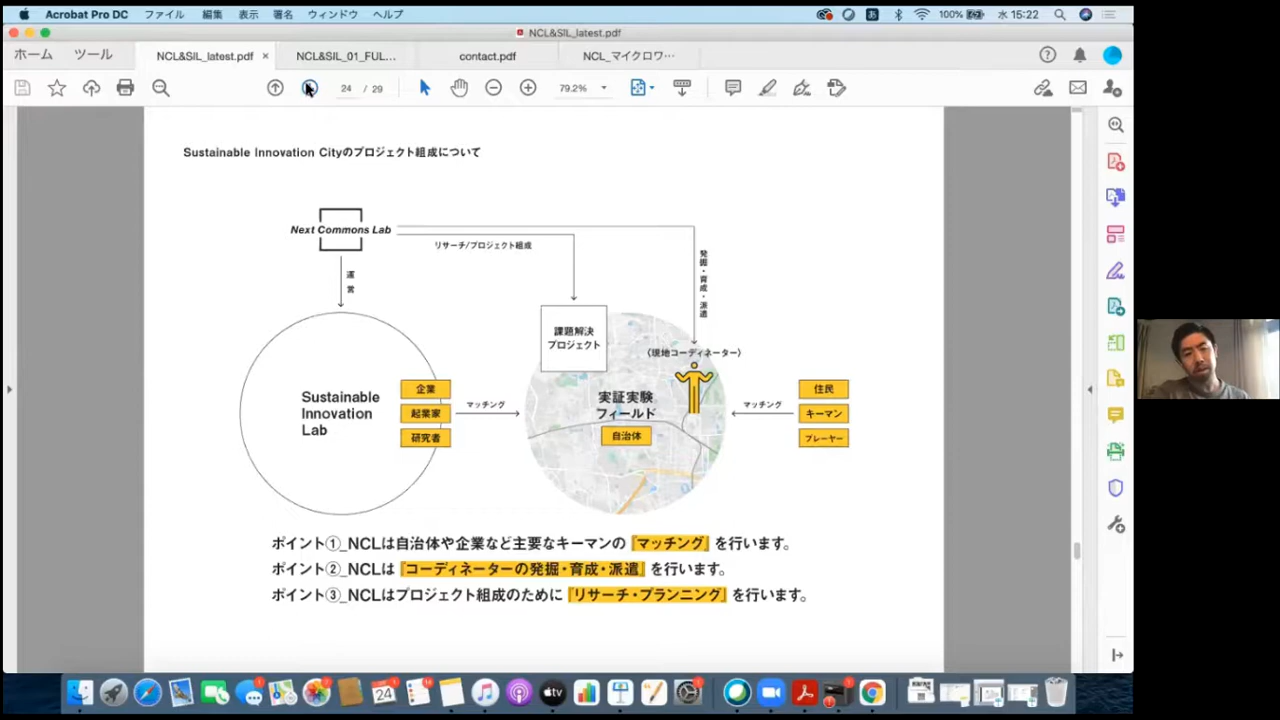 Acrobat Pro DC ファイル 編集 表示 署名 ウィンドウ ヘルプ 100% 水 15:22
NCL&SIL_latest.pdf
ホーム ツール NCL&SIL_latest.pdf × NCL&SIL_01_FUL... contact.pdf NCL_マイクロワ…
24 / 29 79.2%
Sustainable Innovation Cityのプロジェクト組成について
Next Commons Lab
リサーチ/プロジェクト組成
発掘・育成・派遣
運営
課題解決
プロジェクト
〈現地コーディネーター〉
Sustainable
Innovation
Lab
企業
起業家
研究者
マッチング
実証実験
フィールド
自治体
マッチング
住民
キーマン
プレーヤー
ポイント①_NCLは自治体や企業など主要なキーマンの『マッチング』を行います。
ポイント②_NCLは『コーディネーターの発掘・育成・派遣』を行います。
ポイント③_NCLはプロジェクト組成のために『リサーチ・プランニング』を行います。
24